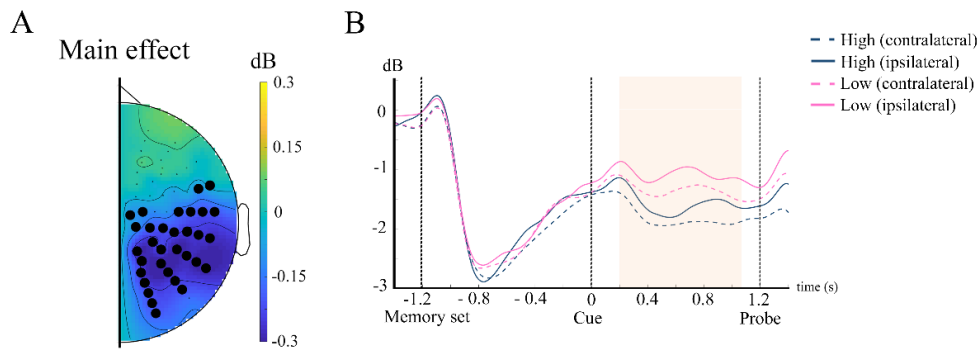 A
Main effect
dB
0.3
0.15
0
-0.15
-0.3
B
dB
0
-1
-2
-3
-1.2
- 0.8
- 0.4
0
0.4
0.8
1.2
time (s)
Memory set
Cue
Probe
High (contralateral)
High (ipsilateral)
Low (contralateral)
Low (ipsilateral)